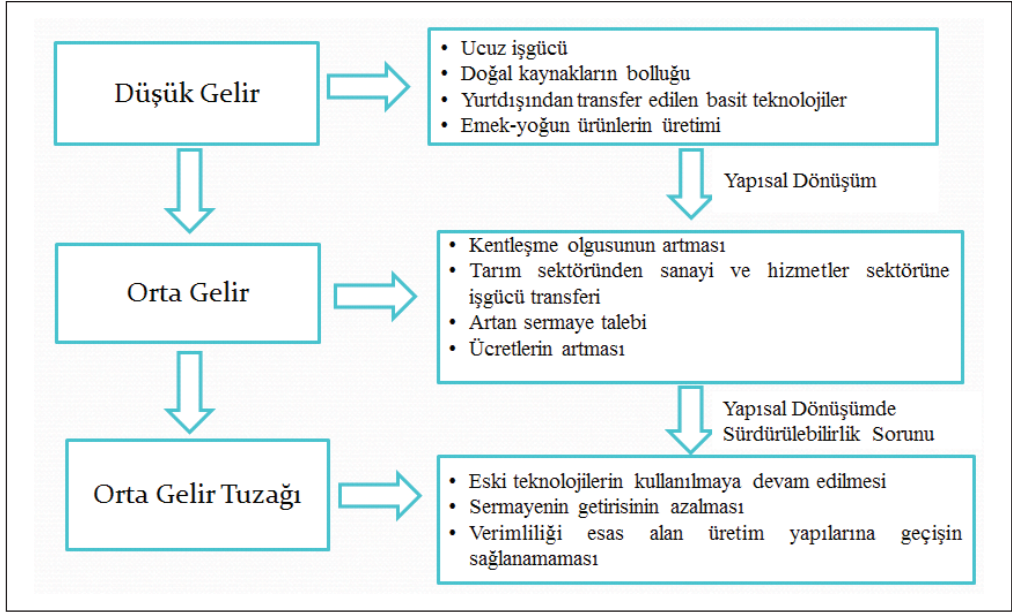 Düşük Gelir
• Ucuz işgücü
• Doğal kaynakların bolluğu
• Yurtdışından transfer edilen basit teknolojiler
• Emek-yoğun ürünlerin üretimi
Yapısal Dönüşüm
Orta Gelir
• Kentleşme olgusunun artması
• Tarım sektöründen sanayi ve hizmetler sektörüne
işgücü transferi
• Artan sermaye talebi
• Ücretlerin artması
Yapısal Dönüşümde
Sürdürülebilirlik Sorunu
Orta Gelir Tuzağı
• Eski teknolojilerin kullanılmaya devam edilmesi
• Sermayenin getirisinin azalması
• Verimliliği esas alan üretim yapılarına geçişin
sağlanamaması